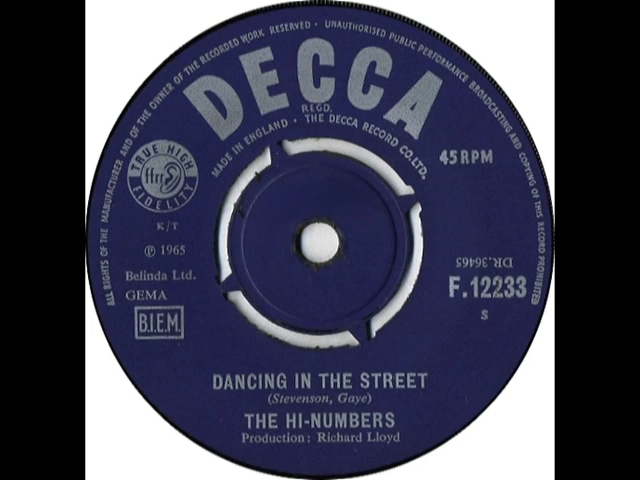 ALL RIGHTS OF THE MANUFACTURER AND OF THE OWNER OF THE RECORDED WORK RESERVED · UNAUTHORISED PUBLIC PERFORMANCE BROADCASTING AND COPYING OF THIS RECORD PROHIBITED
DECCA
REGD.
MADE IN ENGLAND · THE DECCA RECORD CO. LTD.
TRUE HIGH
ffrr
FIDELITY
45 RPM
K/T
℗ 1965
Belinda Ltd.
GEMA
B.I.E.M.
DR.36465
F.12233
S
DANCING IN THE STREET
(Stevenson, Gaye)
THE HI-NUMBERS
Production: Richard Lloyd